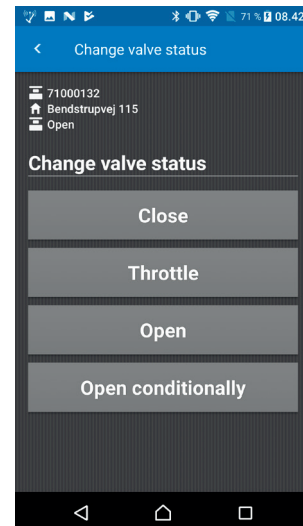 71 % 08.42
Change valve status
71000132
Bendstrupvej 115
Open
Change valve status
Close
Throttle
Open
Open conditionally